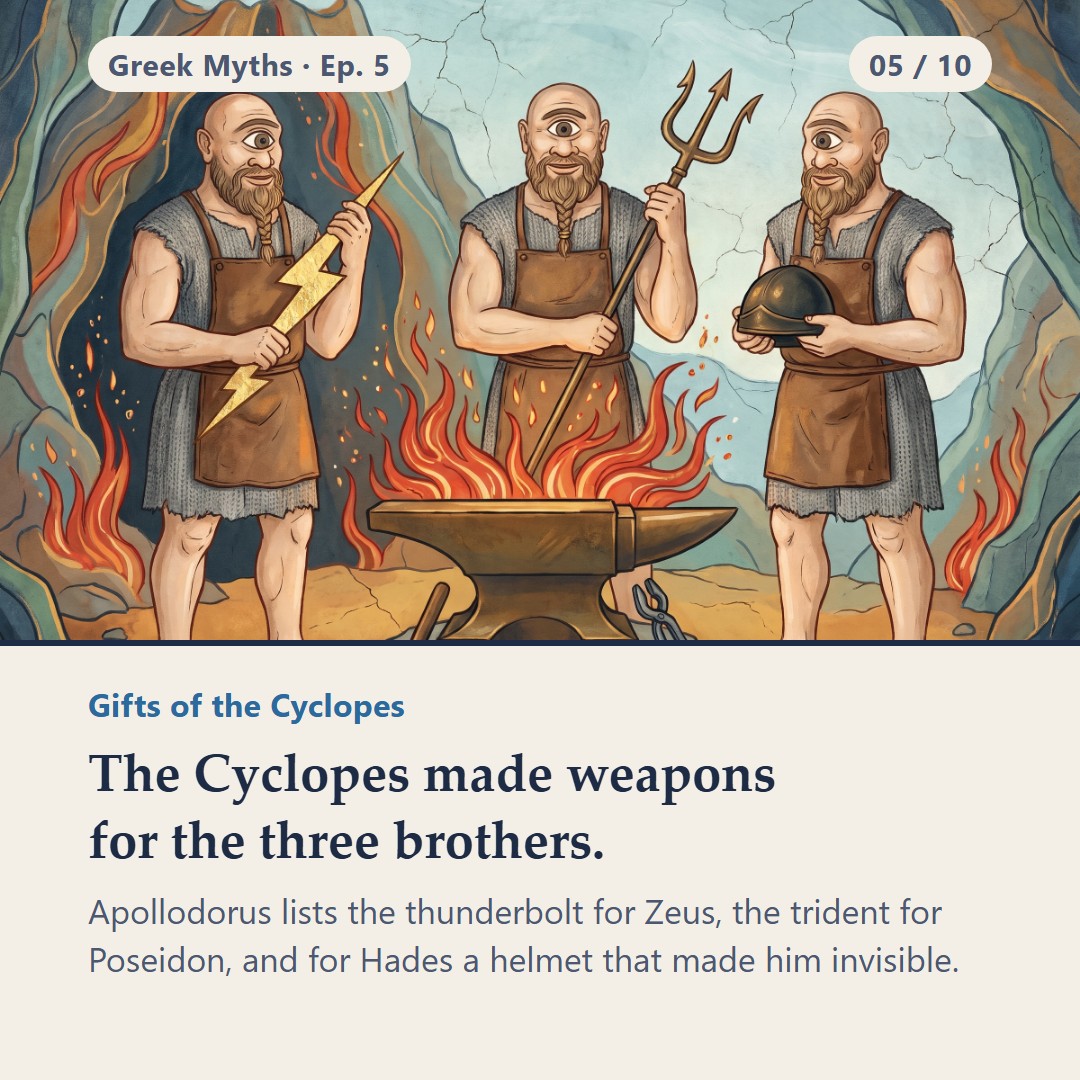 Greek Myths · Ep. 5
05 / 10
Gifts of the Cyclopes
The Cyclopes made weapons
for the three brothers.
Apollodorus lists the thunderbolt for Zeus, the trident for
Poseidon, and for Hades a helmet that made him invisible.